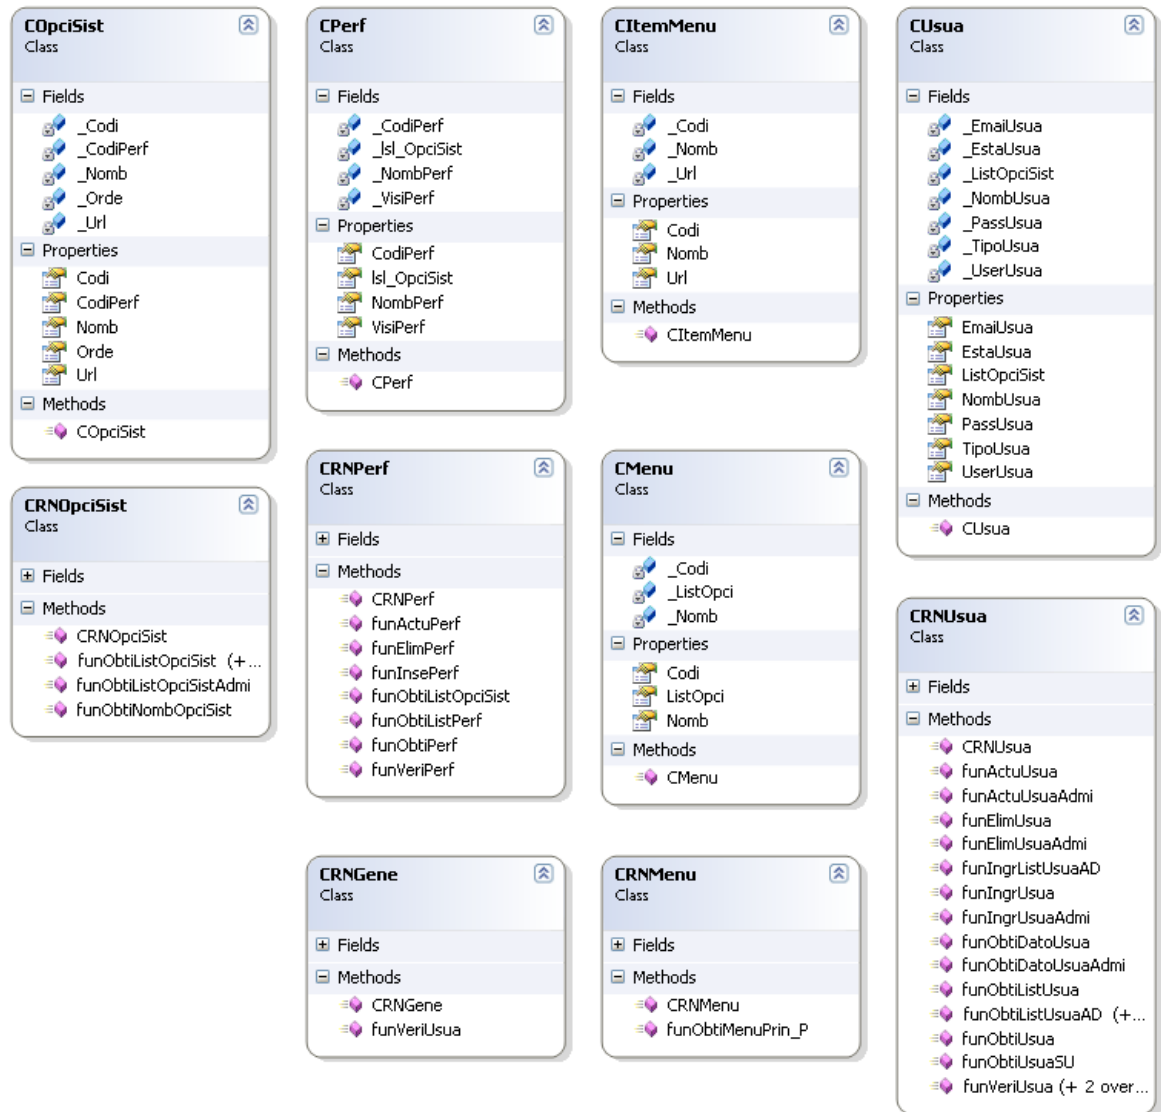 COpciSist
Class
Fields
_Codi
_CodiPerf
_Nomb
_Orde
_Url
Properties
Codi
CodiPerf
Nomb
Orde
Url
Methods
COpciSist
CPerf
Class
Fields
_CodiPerf
_lsl_OpciSist
_NombPerf
_VisiPerf
Properties
CodiPerf
lsl_OpciSist
NombPerf
VisiPerf
Methods
CPerf
CItemMenu
Class
Fields
_Codi
_Nomb
_Url
Properties
Codi
Nomb
Url
Methods
CItemMenu
CUsua
Class
Fields
_EmaiUsua
_EstaUsua
_ListOpciSist
_NombUsua
_PassUsua
_TipoUsua
_UserUsua
Properties
EmaiUsua
EstaUsua
ListOpciSist
NombUsua
PassUsua
TipoUsua
UserUsua
Methods
CUsua
CRNOpciSist
Class
Fields
Methods
CRNOpciSist
funObtiListOpciSist (+...
funObtiListOpciSistAdmi
funObtiNombOpciSist
CRNPerf
Class
Fields
Methods
CRNPerf
funActuPerf
funElimPerf
funInsePerf
funObtiListOpciSist
funObtiListPerf
funObtiPerf
funVeriPerf
CMenu
Class
Fields
_Codi
_ListOpci
_Nomb
Properties
Codi
ListOpci
Nomb
Methods
CMenu
CRNUsua
Class
Fields
Methods
CRNUsua
funActuUsua
funActuUsuaAdmi
funElimUsua
funElimUsuaAdmi
funIngrListUsuaAD
funIngrUsua
funIngrUsuaAdmi
funObtiDatoUsua
funObtiDatoUsuaAdmi
funObtiListUsua
funObtiListUsuaAD (+...
funObtiUsua
funObtiUsuaSU
funVeriUsua (+ 2 over...
CRNGene
Class
Fields
Methods
CRNGene
funVeriUsua
CRNMenu
Class
Fields
Methods
CRNMenu
funObtiMenuPrin_P